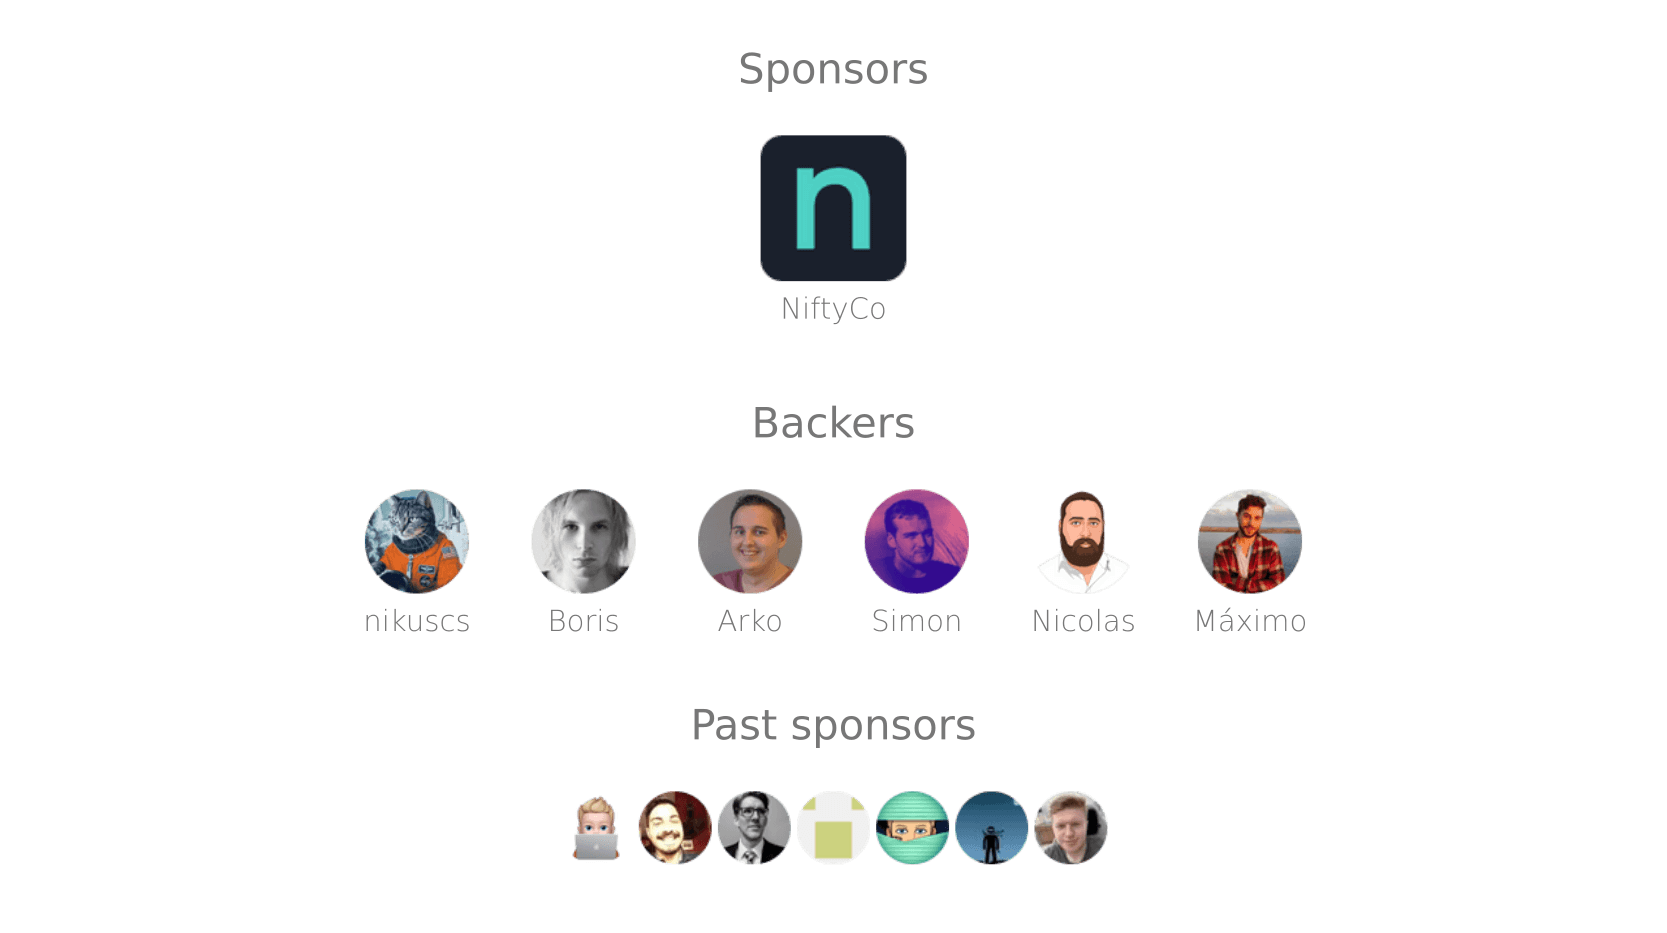 Sponsors
n
NiftyCo
Backers
nikuscs Boris Arko Simon Nicolas Máximo
Past sponsors